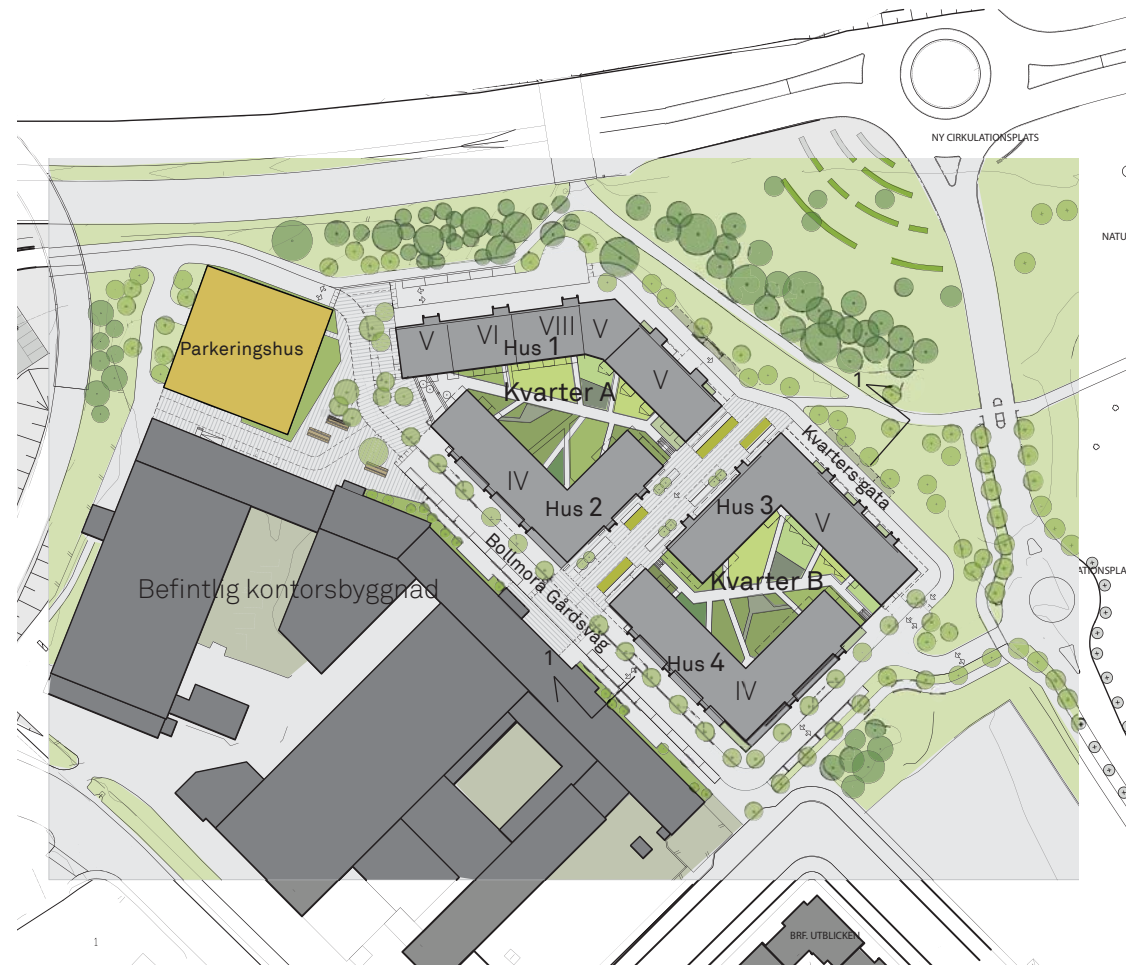 NY CIRKULATIONSPLATS
NATU
V
VI
VIII
V
Hus 1
Parkeringshus
V
1
Kvarter A
Kvarters gata
IV
Hus 2
Hus 3
V
Bollmora Gårdsväg
ATIONSPLA
Kvarter B
Befintlig kontorsbyggnad
1
Hus 4
IV
BRF. UTBLICKEN
1